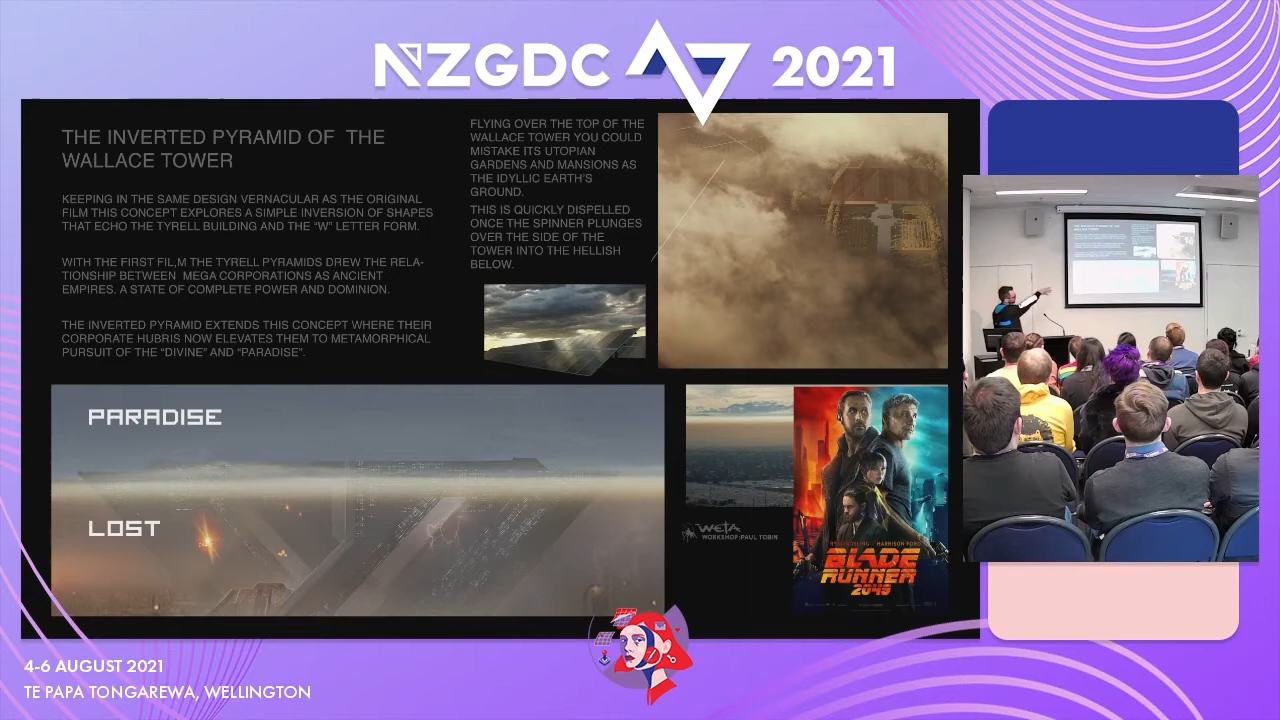 NZGDC 2021
THE INVERTED PYRAMID OF THE
WALLACE TOWER
KEEPING IN THE SAME DESIGN VERNACULAR AS THE ORIGINAL
FILM THIS CONCEPT EXPLORES A SIMPLE INVERSION OF SHAPES
THAT ECHO THE TYRELL BUILDING AND THE “W” LETTER FORM.
WITH THE FIRST FIL,M THE TYRELL PYRAMIDS DREW THE RELA-
TIONSHIP BETWEEN MEGA CORPORATIONS AS ANCIENT
EMPIRES. A STATE OF COMPLETE POWER AND DOMINION.
THE INVERTED PYRAMID EXTENDS THIS CONCEPT WHERE THEIR
CORPORATE HUBRIS NOW ELEVATES THEM TO METAMORPHICAL
PURSUIT OF THE “DIVINE” AND “PARADISE”.
FLYING OVER THE TOP OF THE
WALLACE TOWER YOU COULD
MISTAKE ITS UTOPIAN
GARDENS AND MANSIONS AS
THE IDYLLIC EARTH’S
GROUND.
THIS IS QUICKLY DISPELLED
ONCE THE SPINNER PLUNGES
OVER THE SIDE OF THE
TOWER INTO THE HELLISH
BELOW.
PARADISE
LOST
WETA
WORKSHOP:PAUL TOBIN
RYAN GOSLING HARRISON FORD
BLADE
RUNNER
2049
4-6 AUGUST 2021
TE PAPA TONGAREWA, WELLINGTON